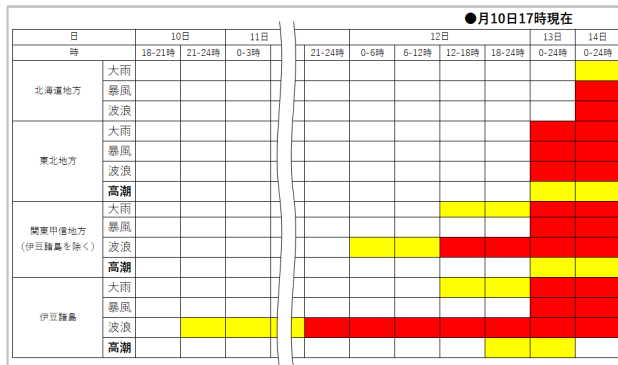 ●月10日17時現在
日 10日 11日 12日 13日 14日
時 18-21時 21-24時 0-3時 21-24時 0-6時 6-12時 12-18時 18-24時 0-24時 0-24時
北海道地方
大雨
暴風
波浪
東北地方
大雨
暴風
波浪
高潮
関東甲信地方
（伊豆諸島を除く）
大雨
暴風
波浪
高潮
伊豆諸島
大雨
暴風
波浪
高潮